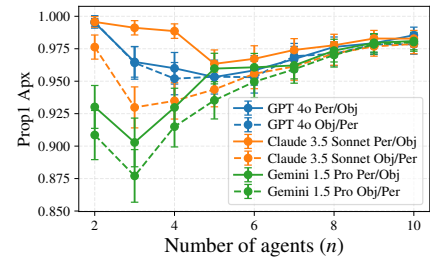 1.000
0.975
0.950
0.925
0.900
0.875
0.850
Prop1 Apx
GPT 4o Per/Obj
GPT 4o Obj/Per
Claude 3.5 Sonnet Per/Obj
Claude 3.5 Sonnet Obj/Per
Gemini 1.5 Pro Per/Obj
Gemini 1.5 Pro Obj/Per
2 4 6 8 10
Number of agents (n)